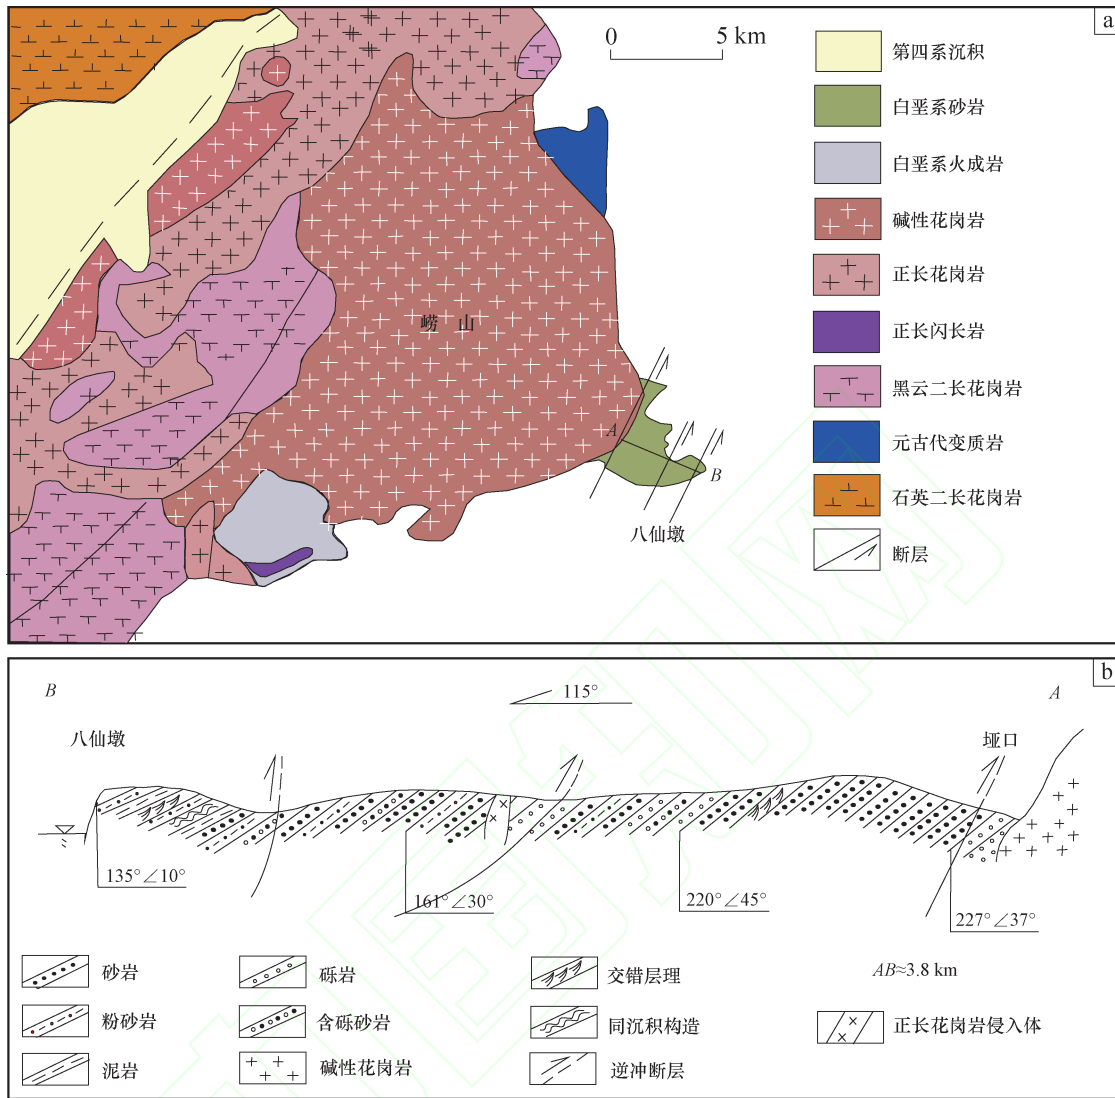 a
0 5 km
第四系沉积
白垩系砂岩
白垩系火成岩
碱性花岗岩
正长花岗岩
正长闪长岩
黑云二长花岗岩
元古代变质岩
石英二长花岗岩
断层
崂 山
A
B
八仙墩
b
B
115°
A
八仙墩
垭口
135°∠10°
161°∠30°
220°∠45°
227°∠37°
砂岩
砾岩
交错层理
AB≈3.8 km
粉砂岩
含砾砂岩
同沉积构造
正长花岗岩侵入体
泥岩
碱性花岗岩
逆冲断层